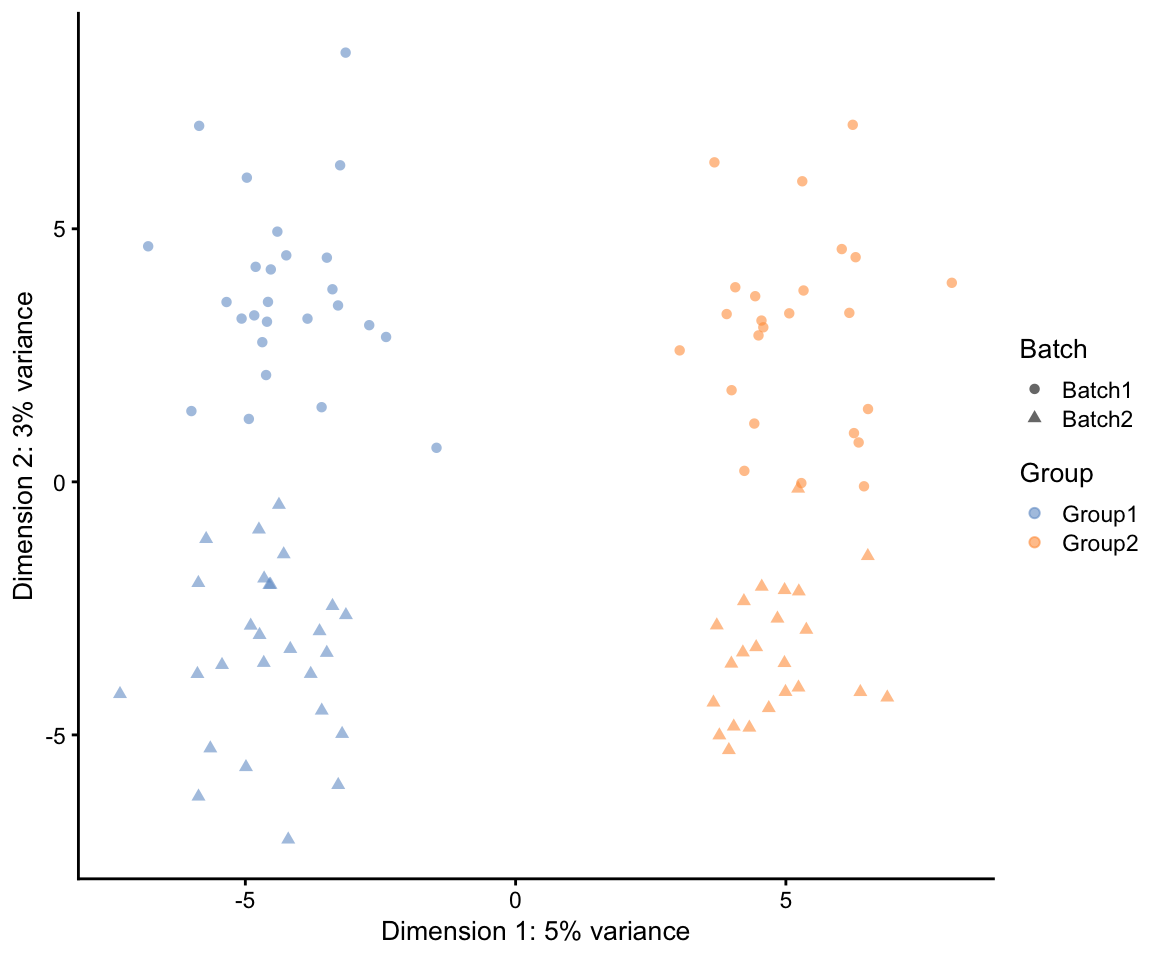 5
0
-5
Dimension 2: 3% variance
-5
0
5
Dimension 1: 5% variance
Batch
Batch1
Batch2
Group
Group1
Group2